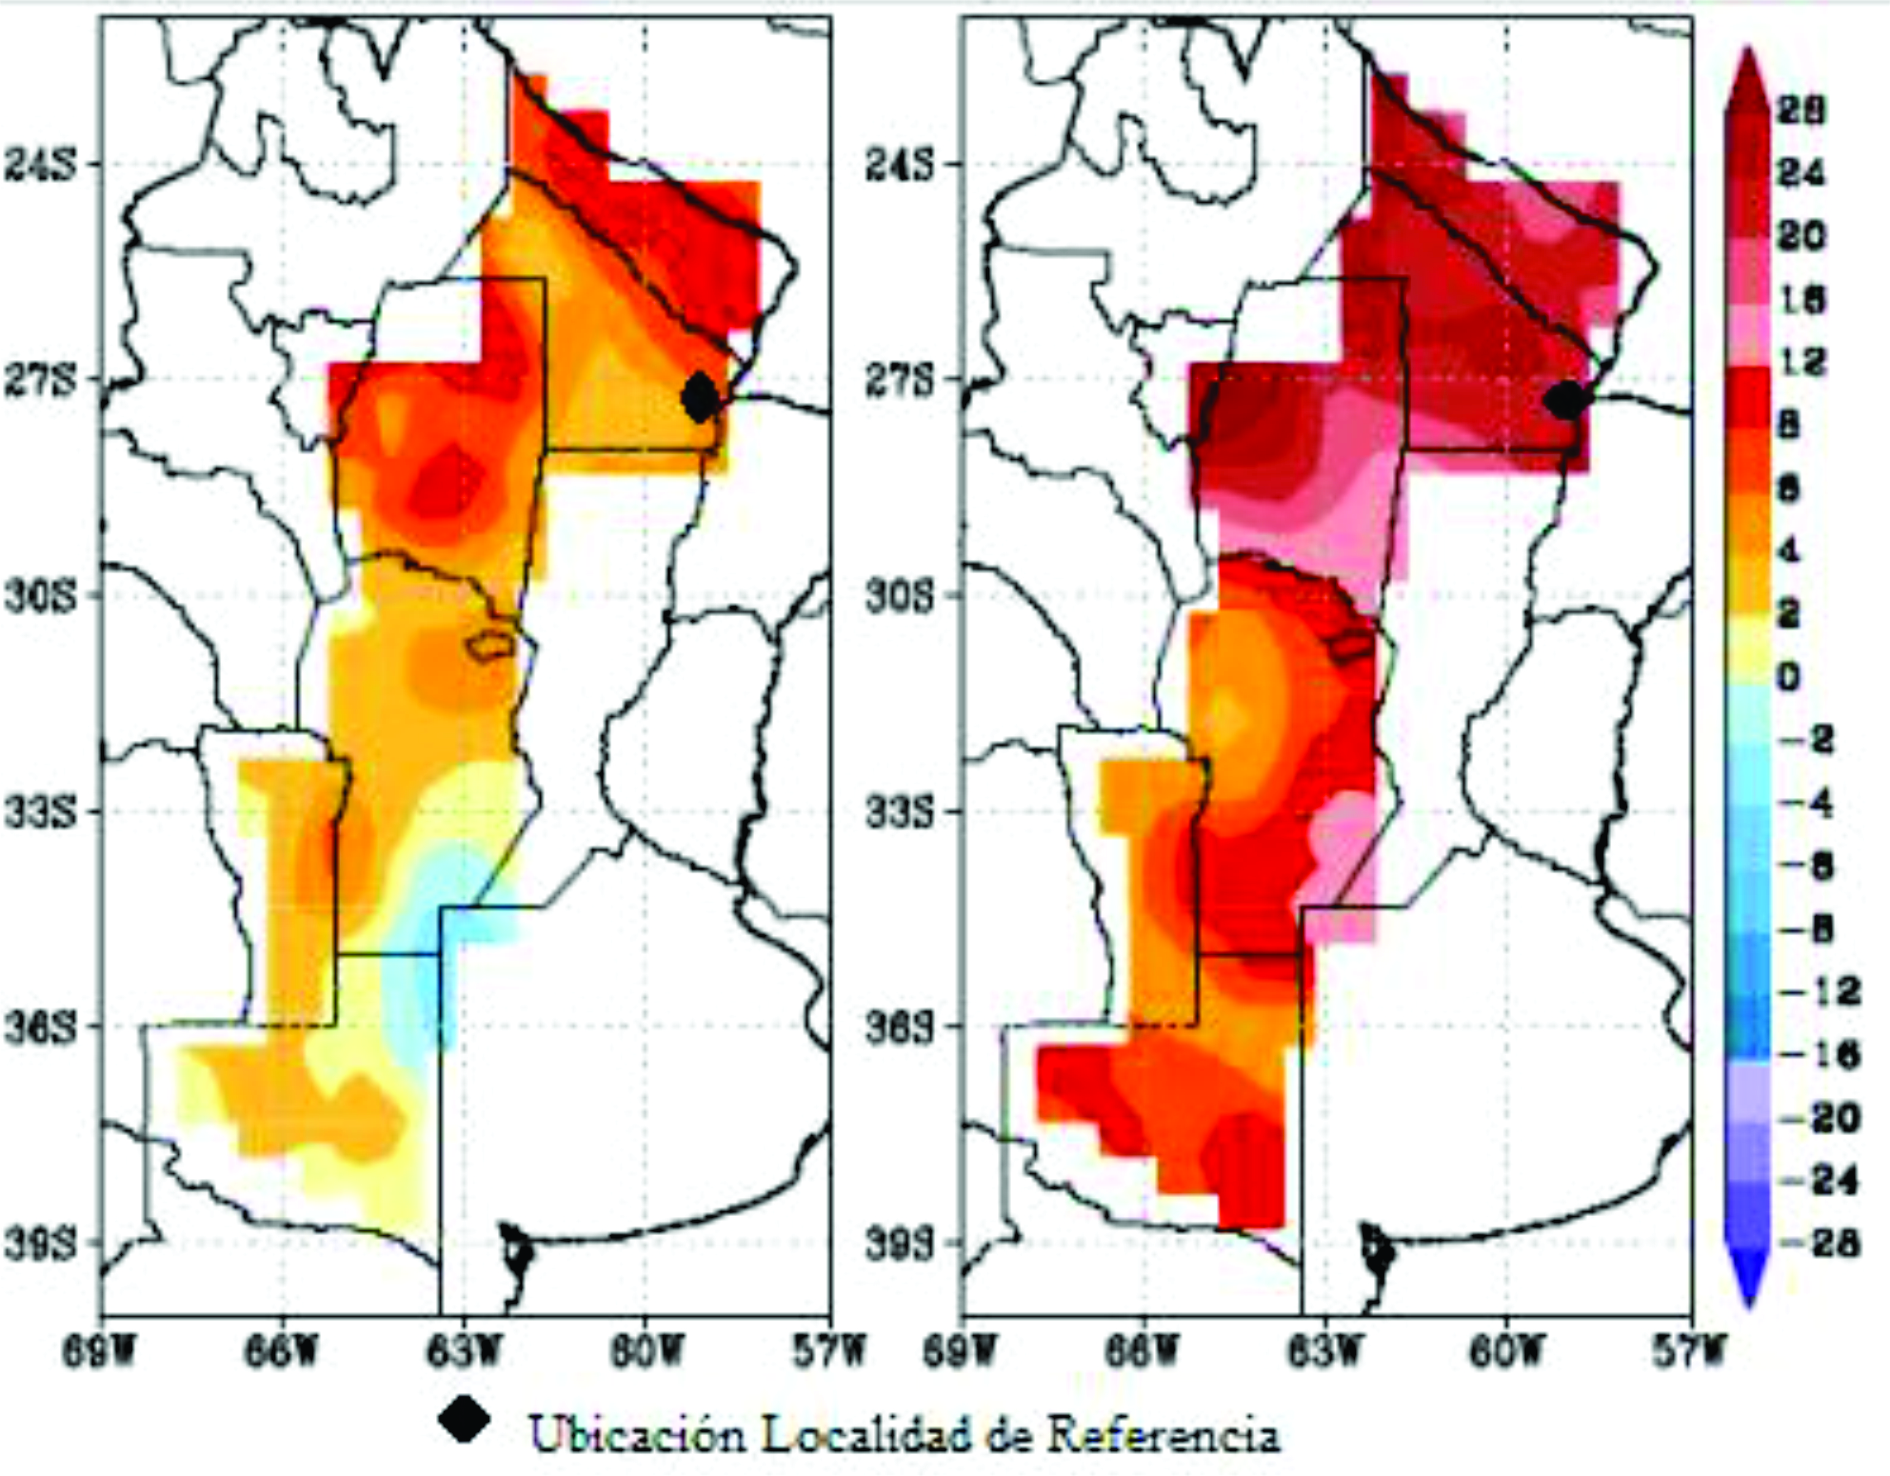 24S
27S
30S
33S
36S
39S
69W 66W 63W 60W 57W
24S
27S
30S
33S
36S
39S
69W 66W 63W 60W 57W
28
24
20
16
12
8
6
4
2
0
-2
-4
-6
-8
-12
-16
-20
-24
-28
Ubicación Localidad de Referencia